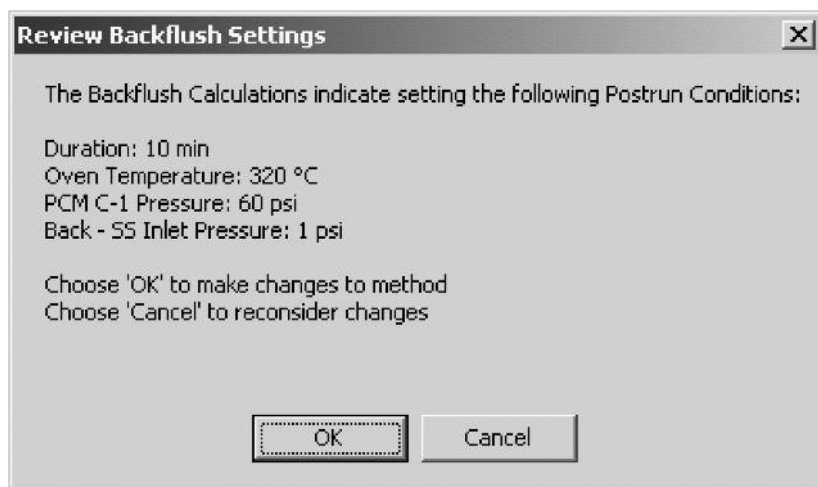 Review Backflush Settings
The Backflush Calculations indicate setting the following Postrun Conditions:
Duration: 10 min
Oven Temperature: 320 °C
PCM C-1 Pressure: 60 psi
Back - SS Inlet Pressure: 1 psi
Choose 'OK' to make changes to method
Choose 'Cancel' to reconsider changes
OK
Cancel